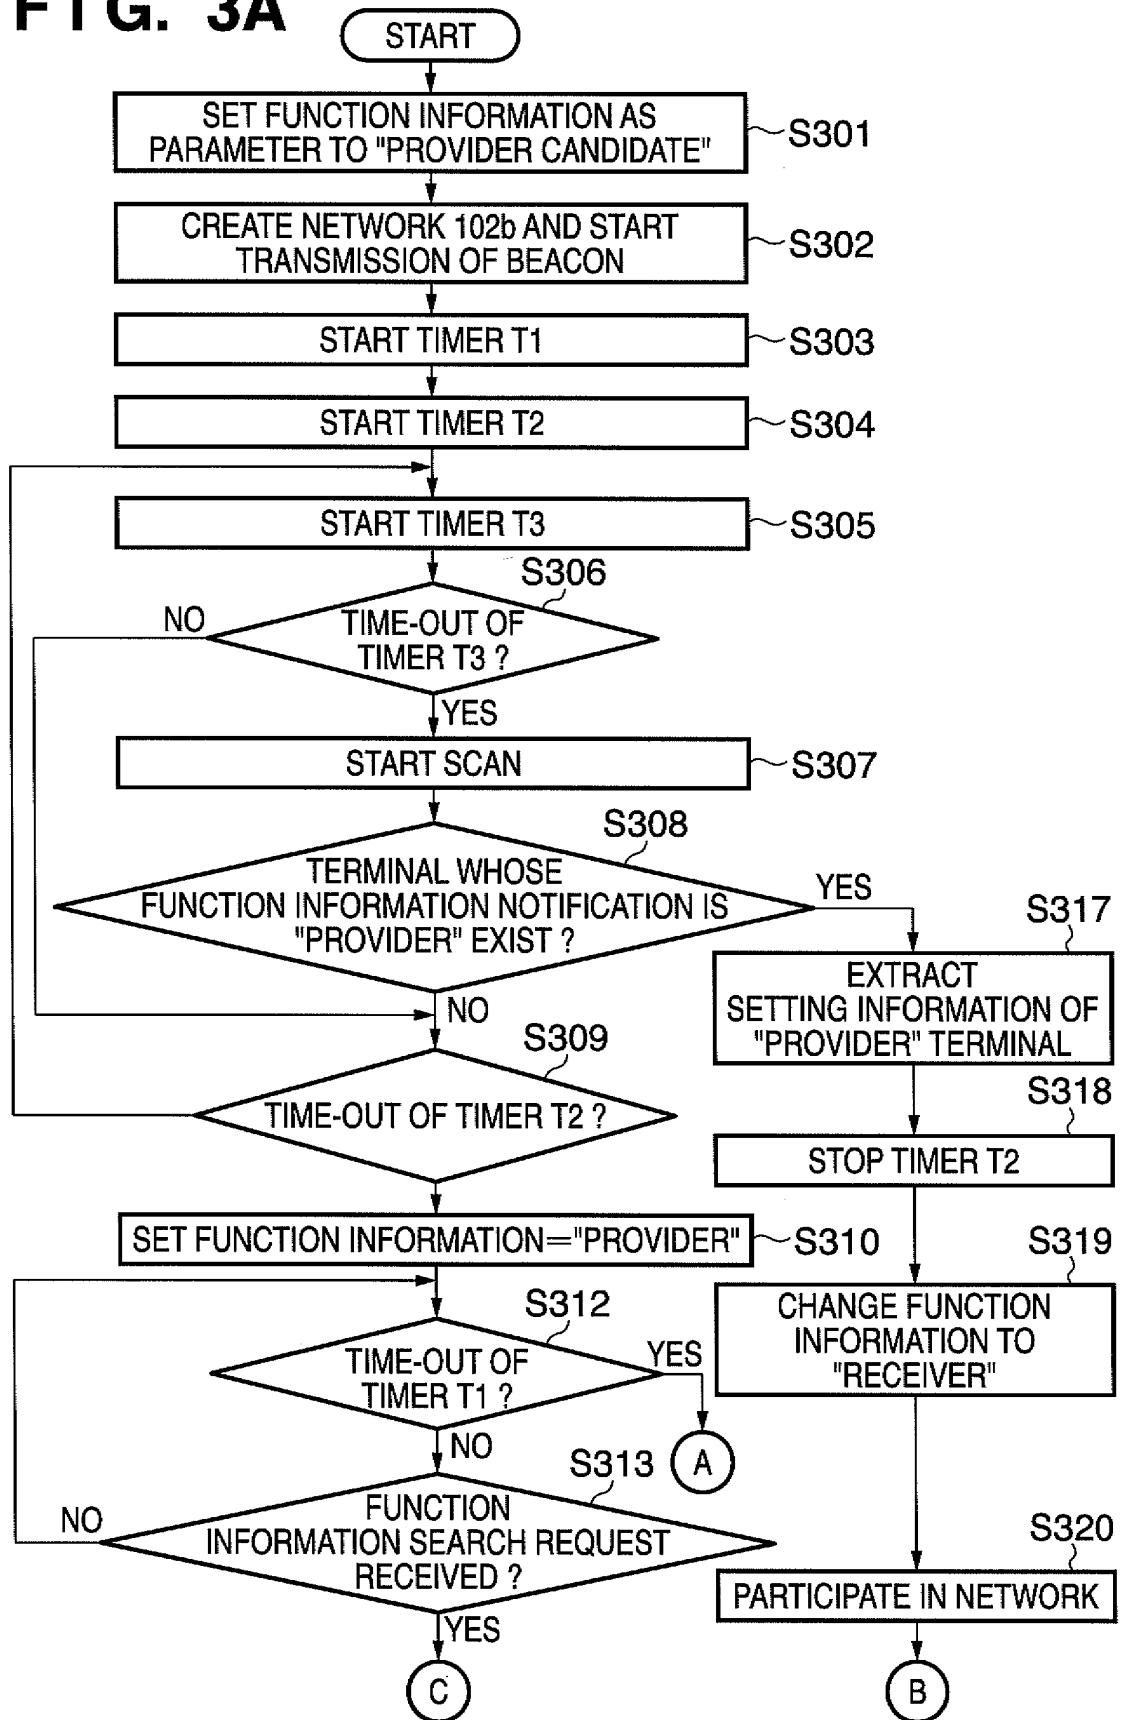 FIG. 3A
START
SET FUNCTION INFORMATION AS
PARAMETER TO "PROVIDER CANDIDATE"
S301
CREATE NETWORK 102b AND START
TRANSMISSION OF BEACON
S302
START TIMER T1
S303
START TIMER T2
S304
START TIMER T3
S305
S306
NO
TIME-OUT OF
TIMER T3 ?
YES
START SCAN
S307
S308
TERMINAL WHOSE
FUNCTION INFORMATION NOTIFICATION IS
"PROVIDER" EXIST ?
YES
NO
S317
EXTRACT
SETTING INFORMATION OF
"PROVIDER" TERMINAL
S309
TIME-OUT OF TIMER T2 ?
S318
STOP TIMER T2
SET FUNCTION INFORMATION="PROVIDER"
S310
S319
CHANGE FUNCTION
INFORMATION TO
"RECEIVER"
S312
TIME-OUT OF
TIMER T1 ?
YES
A
NO
S313
FUNCTION
INFORMATION SEARCH REQUEST
RECEIVED ?
NO
YES
C
S320
PARTICIPATE IN NETWORK
B